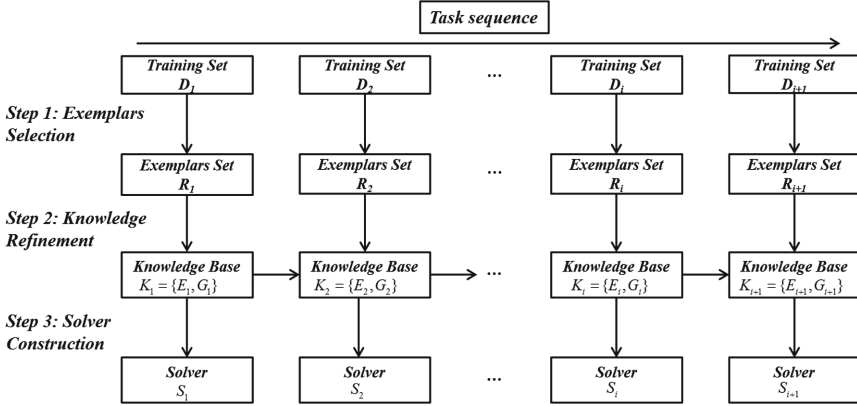 Task sequence
Training Set Training Set ... Training Set Training Set
D1 D2 Di Di+1
Step 1: Exemplars
Selection
Exemplars Set Exemplars Set ... Exemplars Set Exemplars Set
R1 R2 Ri Ri+1
Step 2: Knowledge
Refinement
Knowledge Base Knowledge Base ... Knowledge Base Knowledge Base
K1 = {E1, G1} K2 = {E2, G2} Ki = {Ei, Gi} Ki+1 = {Ei+1, Gi+1}
Step 3: Solver
Construction
Solver Solver ... Solver Solver
S1 S2 Si Si+1